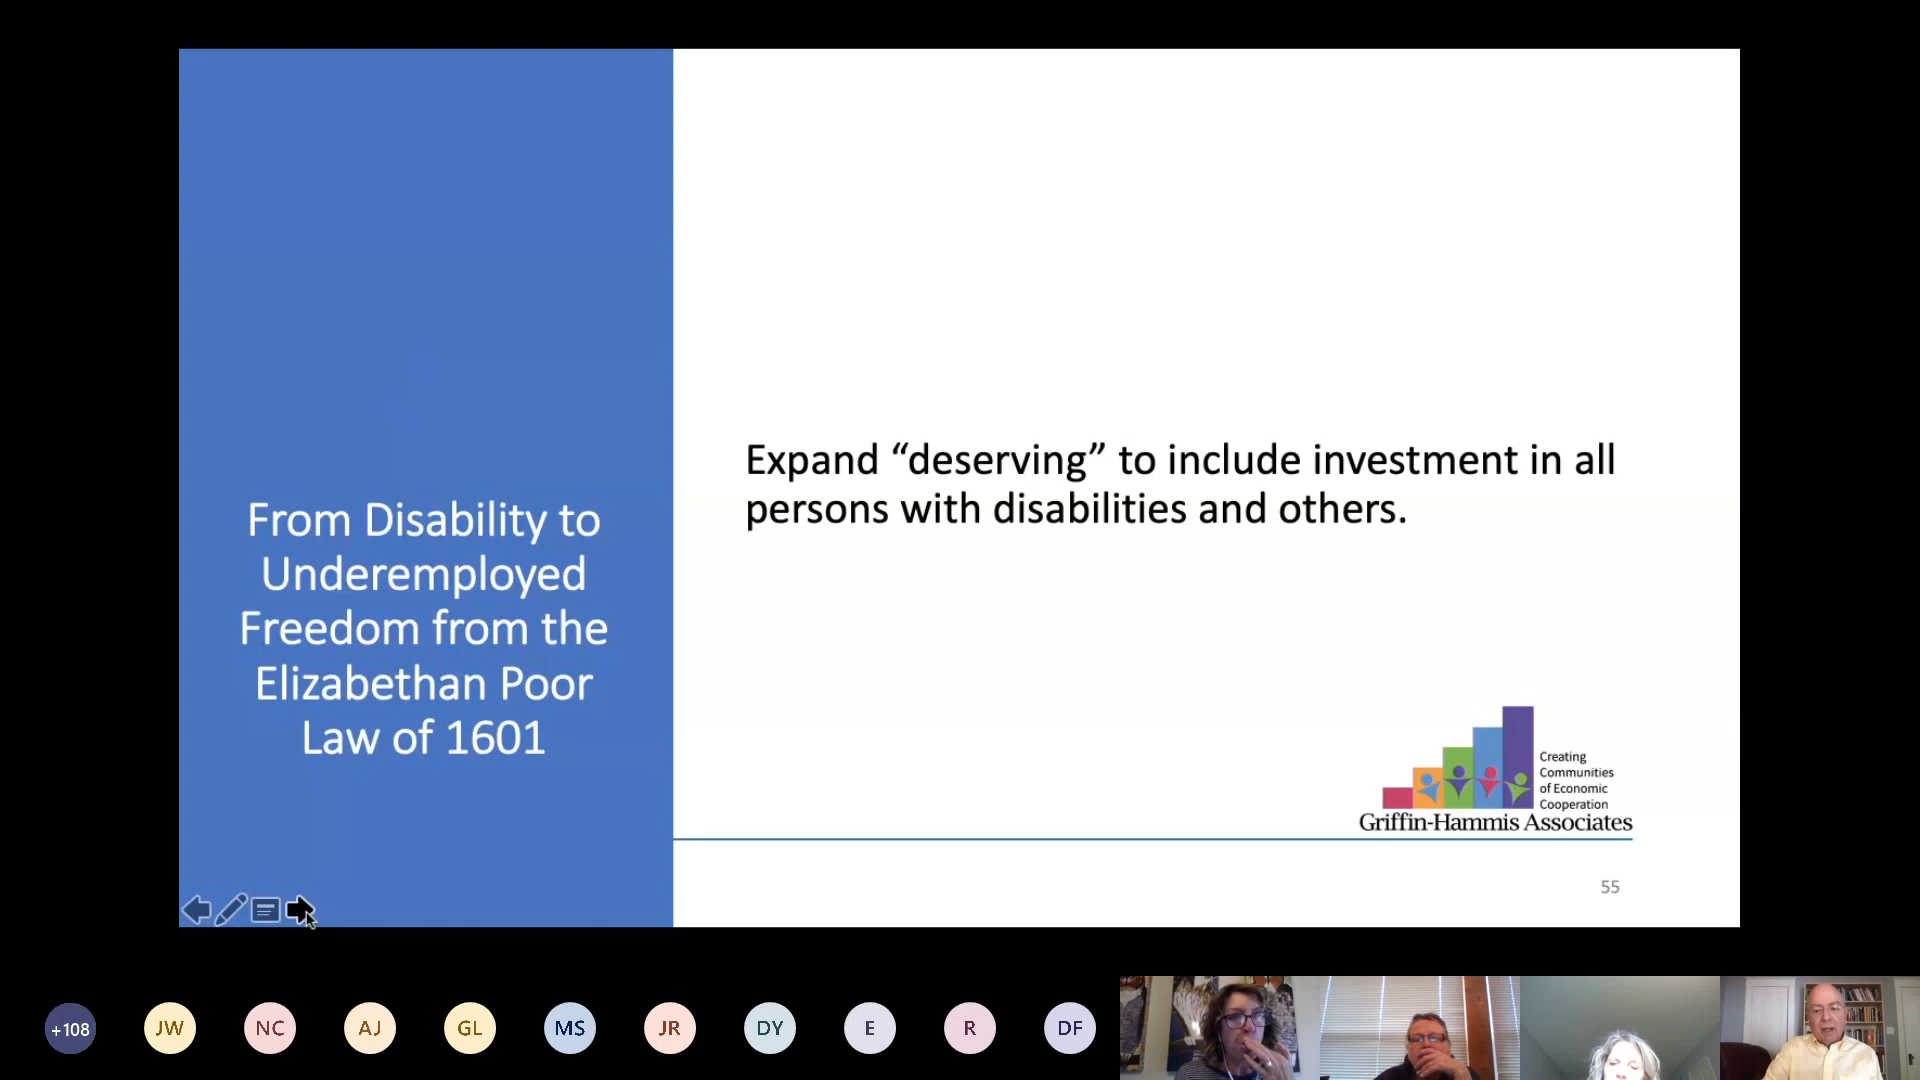 From Disability to
Underemployed
Freedom from the
Elizabethan Poor
Law of 1601
Expand “deserving” to include investment in all
persons with disabilities and others.
Creating
Communities
of Economic
Cooperation
Griffin-Hammis Associates
55
+108
JW
NC
AJ
GL
MS
JR
DY
E
R
DF